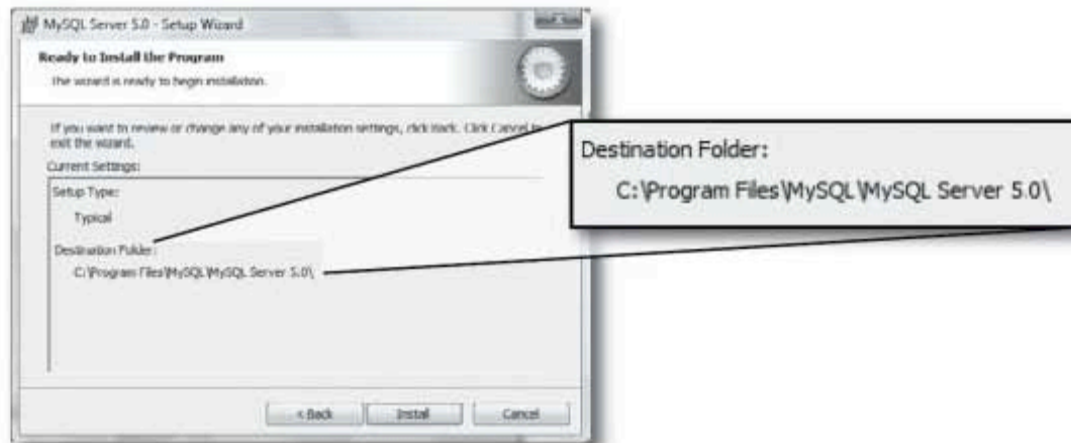 MySQL Server 5.0 - Setup Wizard
Ready to Install the Program
The wizard is ready to begin installation.
If you want to review or change any of your installation settings, click Back. Click Cancel to
exit the wizard.
Current Settings:
Setup Type:
Typical
Destination Folder:
C:\Program Files\MySQL\MySQL Server 5.0\
< Back
Install
Cancel
Destination Folder:
C:\Program Files\MySQL\MySQL Server 5.0\